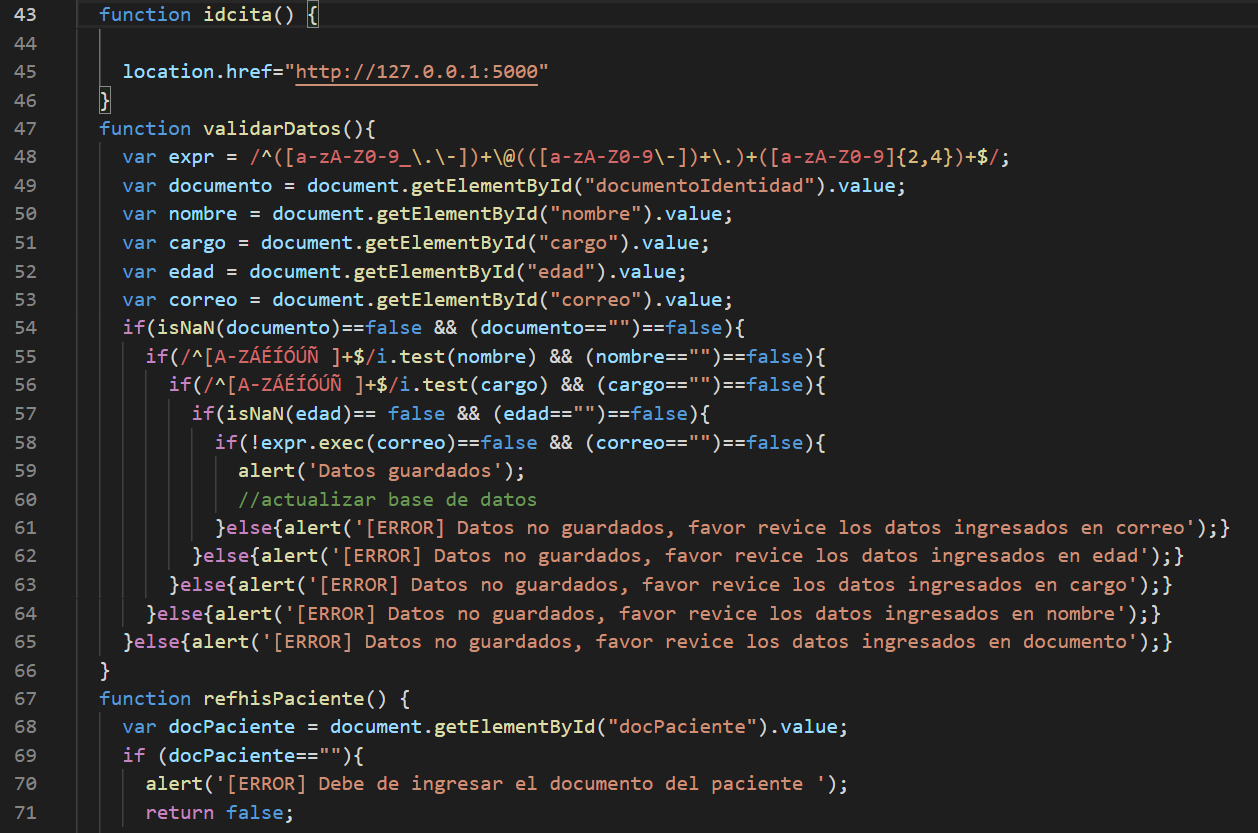 43 function idcita() {
44
45 location.href="http://127.0.0.1:5000"
46 }
47 function validarDatos(){
48 var expr = /^([a-zA-Z0-9_\.\-])+\@(([a-zA-Z0-9\-])+\.)+([a-zA-Z0-9]{2,4})+$/;
49 var documento = document.getElementById("documentoIdentidad").value;
50 var nombre = document.getElementById("nombre").value;
51 var cargo = document.getElementById("cargo").value;
52 var edad = document.getElementById("edad").value;
53 var correo = document.getElementById("correo").value;
54 if(isNaN(documento)==false && (documento=="")==false){
55 if(/^[A-ZÁÉÍÓÚÑ ]+$/i.test(nombre) && (nombre=="")==false){
56 if(/^[A-ZÁÉÍÓÚÑ ]+$/i.test(cargo) && (cargo=="")==false){
57 if(isNaN(edad)== false && (edad=="")==false){
58 if(!expr.exec(correo)==false && (correo=="")==false){
59 alert('Datos guardados');
60 //actualizar base de datos
61 }else{alert('[ERROR] Datos no guardados, favor revice los datos ingresados en correo');}
62 }else{alert('[ERROR] Datos no guardados, favor revice los datos ingresados en edad');}
63 }else{alert('[ERROR] Datos no guardados, favor revice los datos ingresados en cargo');}
64 }else{alert('[ERROR] Datos no guardados, favor revice los datos ingresados en nombre');}
65 }else{alert('[ERROR] Datos no guardados, favor revice los datos ingresados en documento');}
66 }
67 function refhisPaciente() {
68 var docPaciente = document.getElementById("docPaciente").value;
69 if (docPaciente==""){
70 alert('[ERROR] Debe de ingresar el documento del paciente ');
71 return false;